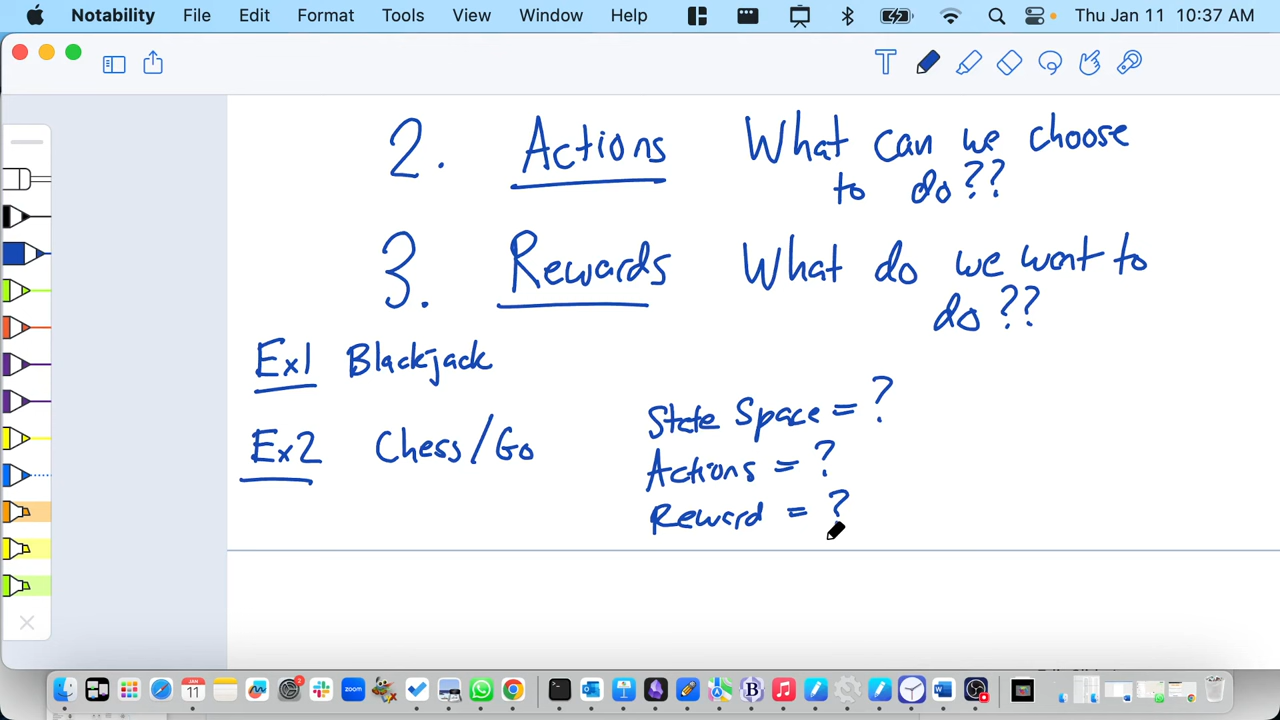 Notability File Edit Format Tools View Window Help Thu Jan 11 10:37 AM
2. Actions What can we choose
to do??
3. Rewards What do we want to
do??
Ex1 Blackjack
State Space = ?
Ex2 Chess/Go
Actions = ?
Reward = ?